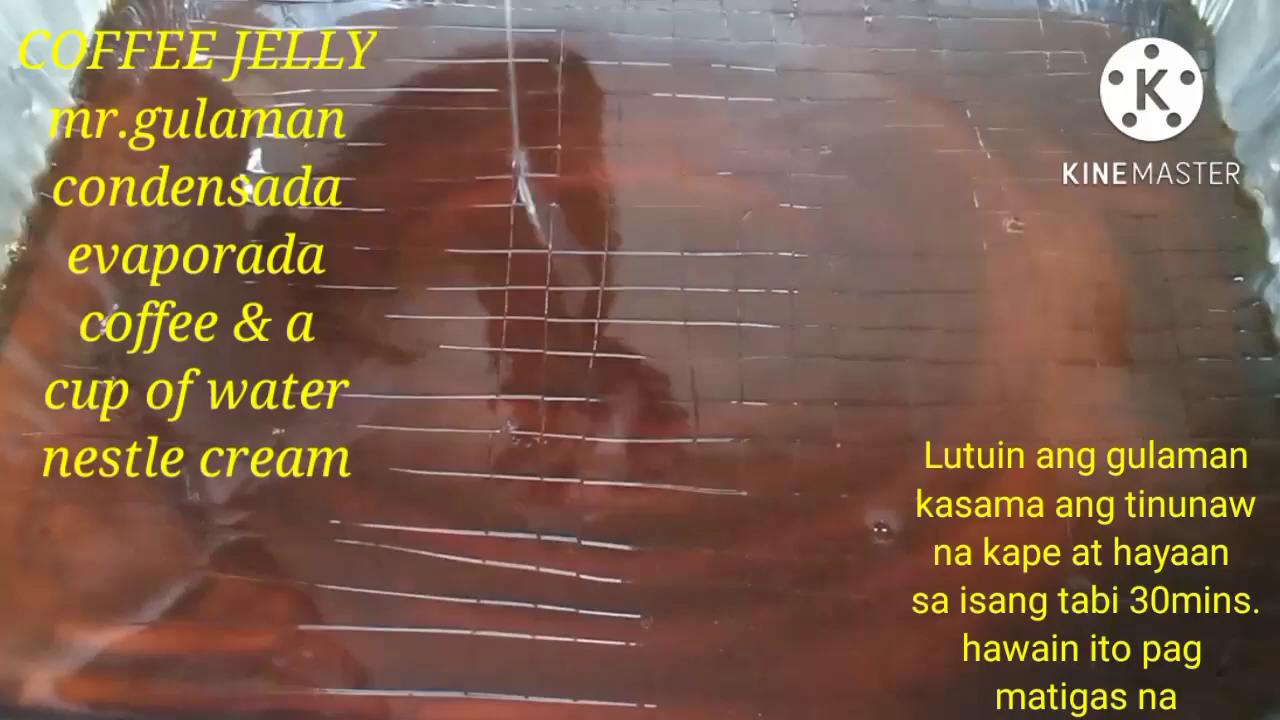 COFFEE JELLY
mr.gulaman
condensada
evaporada
coffee & a
cup of water
nestle cream
K
KINEMASTER
Lutuin ang gulaman
kasama ang tinunaw
na kape at hayaan
sa isang tabi 30mins.
hawain ito pag
matigas na